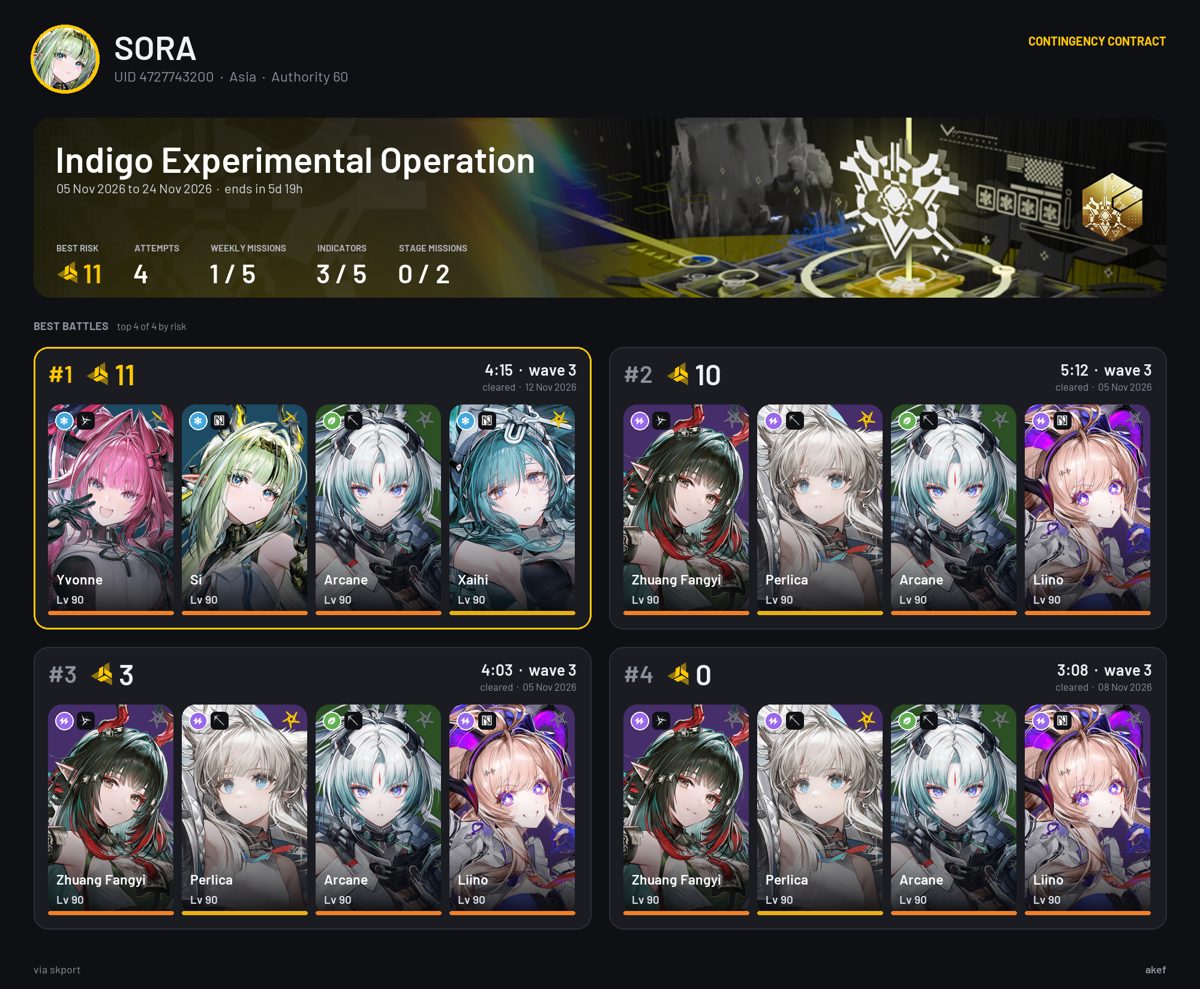 SORA
UID 4727743200 · Asia · Authority 60
CONTINGENCY CONTRACT
Indigo Experimental Operation
05 Nov 2026 to 24 Nov 2026 · ends in 5d 19h
BEST RISK ATTEMPTS WEEKLY MISSIONS INDICATORS STAGE MISSIONS
11 4 1 / 5 3 / 5 0 / 2
BEST BATTLES top 4 of 4 by risk
#1 11 4:15 · wave 3
cleared · 12 Nov 2026
Yvonne Si Arcane Xaihi
Lv 90 Lv 90 Lv 90 Lv 90
#2 10 5:12 · wave 3
cleared · 05 Nov 2026
Zhuang Fangyi Perlica Arcane Liino
Lv 90 Lv 90 Lv 90 Lv 90
#3 3 4:03 · wave 3
cleared · 05 Nov 2026
Zhuang Fangyi Perlica Arcane Liino
Lv 90 Lv 90 Lv 90 Lv 90
#4 0 3:08 · wave 3
cleared · 08 Nov 2026
Zhuang Fangyi Perlica Arcane Liino
Lv 90 Lv 90 Lv 90 Lv 90
via skport
akef